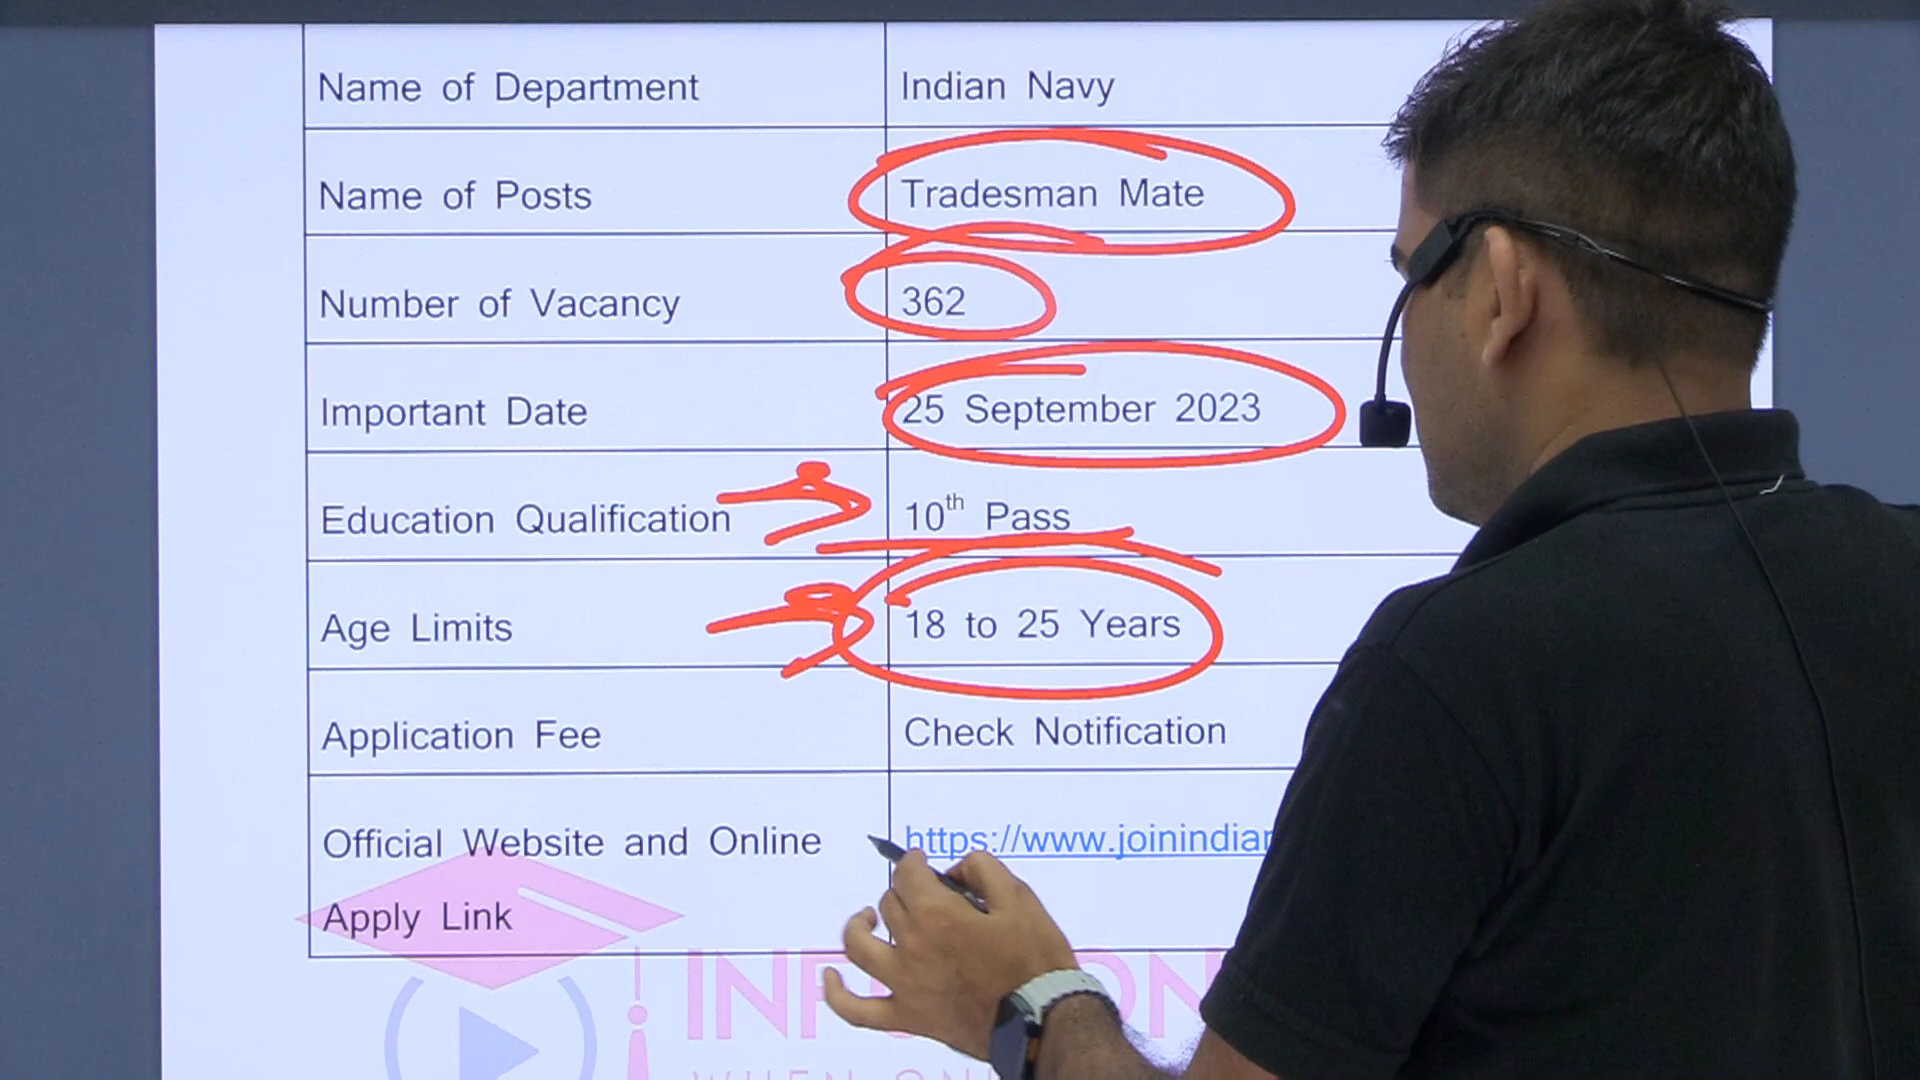 Name of Department Indian Navy
Name of Posts Tradesman Mate
Number of Vacancy 362
Important Date 25 September 2023
Education Qualification 10th Pass
Age Limits 18 to 25 Years
Application Fee Check Notification
Official Website and Online https://www.joinindian
Apply Link